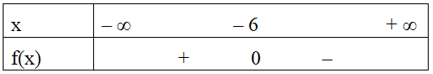 x – ∞ – 6 + ∞
f(x) + 0 –